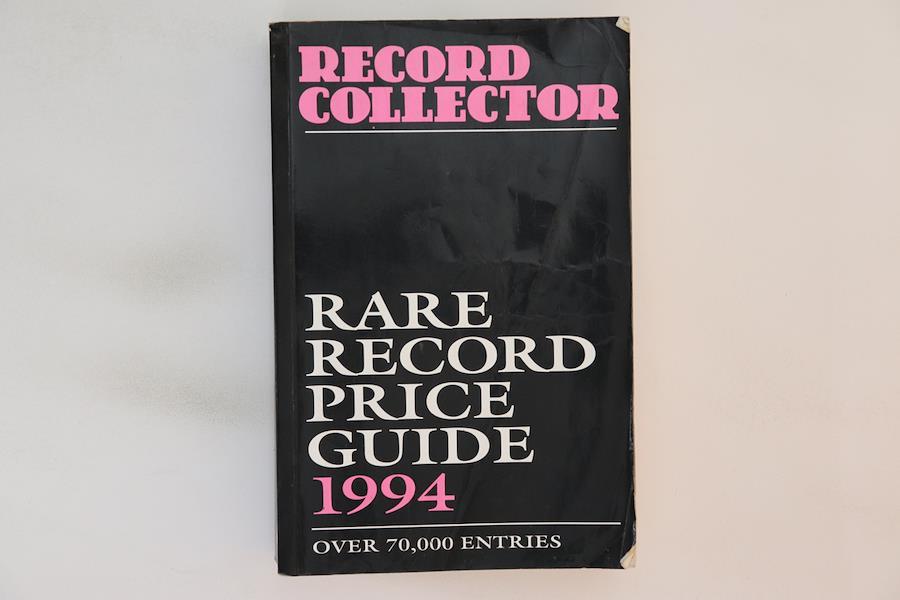 RECORD
COLLECTOR
RARE
RECORD
PRICE
GUIDE
1994
OVER 70,000 ENTRIES